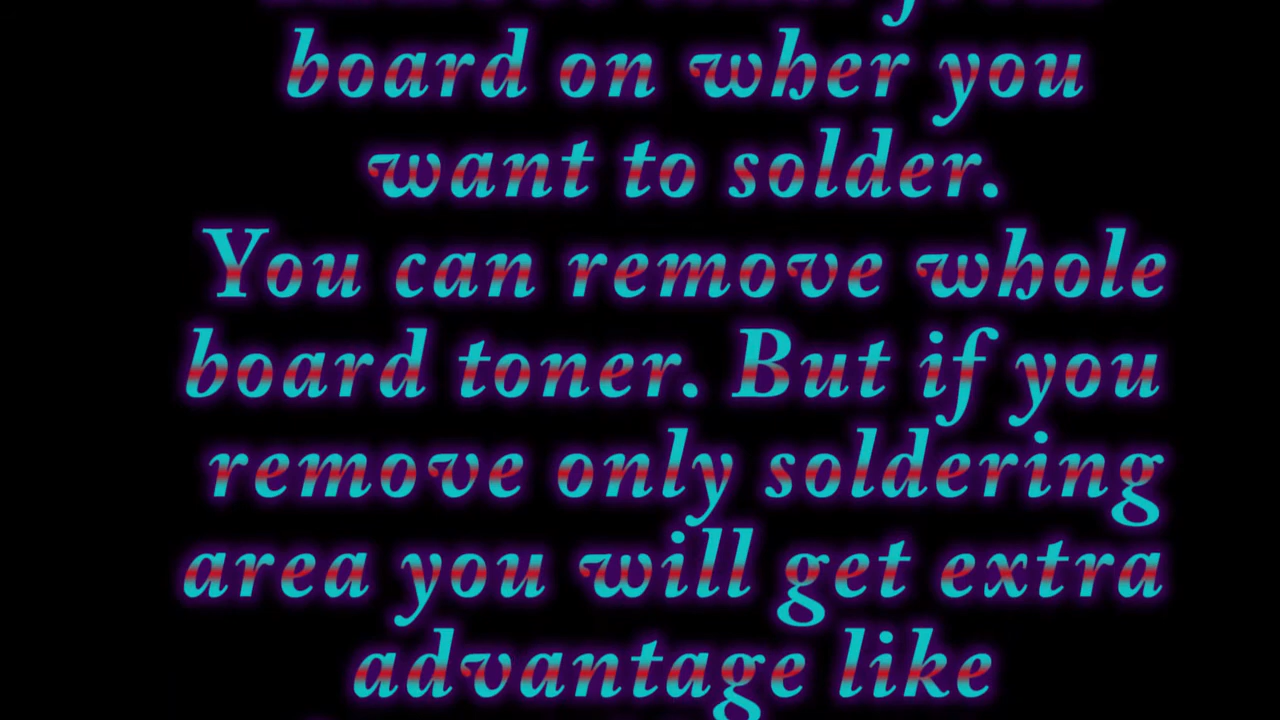 board on wher you
want to solder.
You can remove whole
board toner. But if you
remove only soldering
area you will get extra
advantage like